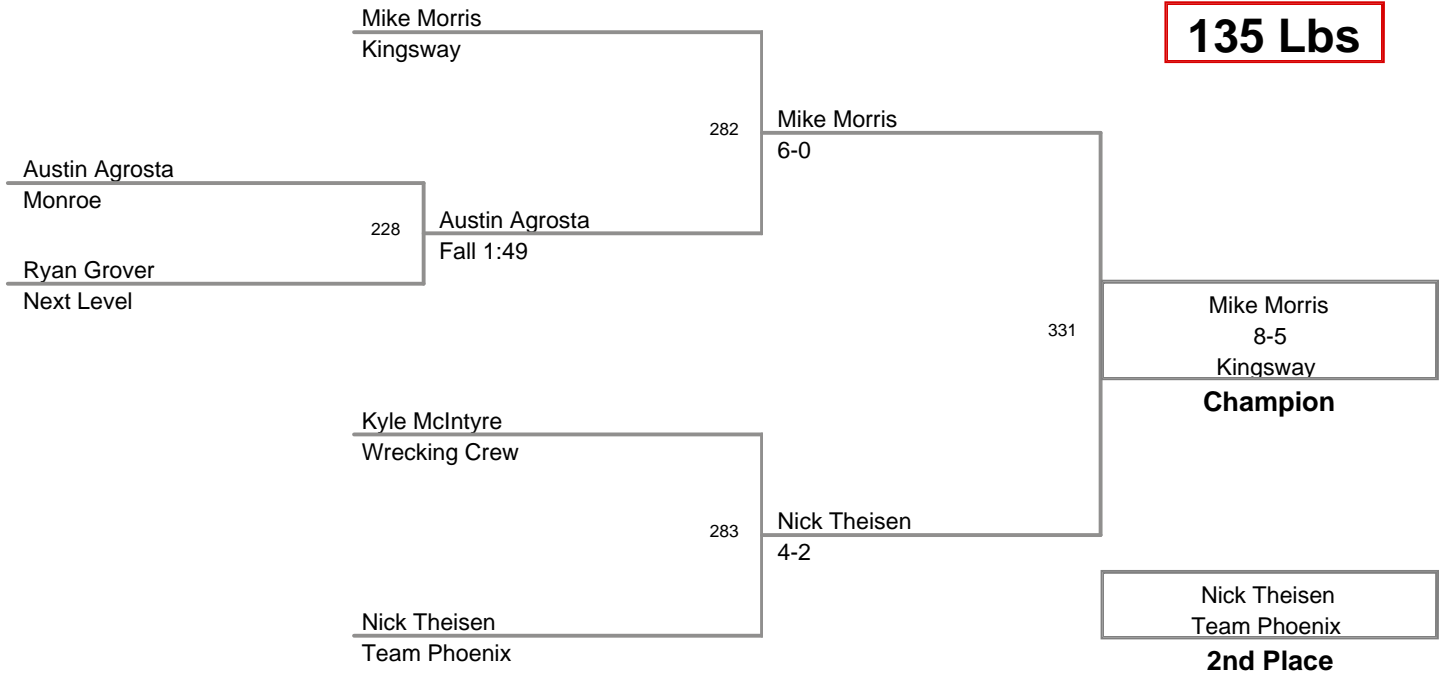 135 Lbs
Mike Morris
Kingsway
282
Mike Morris
6-0
Austin Agrosta
Monroe
228
Austin Agrosta
Fall 1:49
Ryan Grover
Next Level
331
Mike Morris
8-5
Kingsway
Champion
Kyle McIntyre
Wrecking Crew
283
Nick Theisen
4-2
Nick Theisen
Team Phoenix
Nick Theisen
Team Phoenix
2nd Place